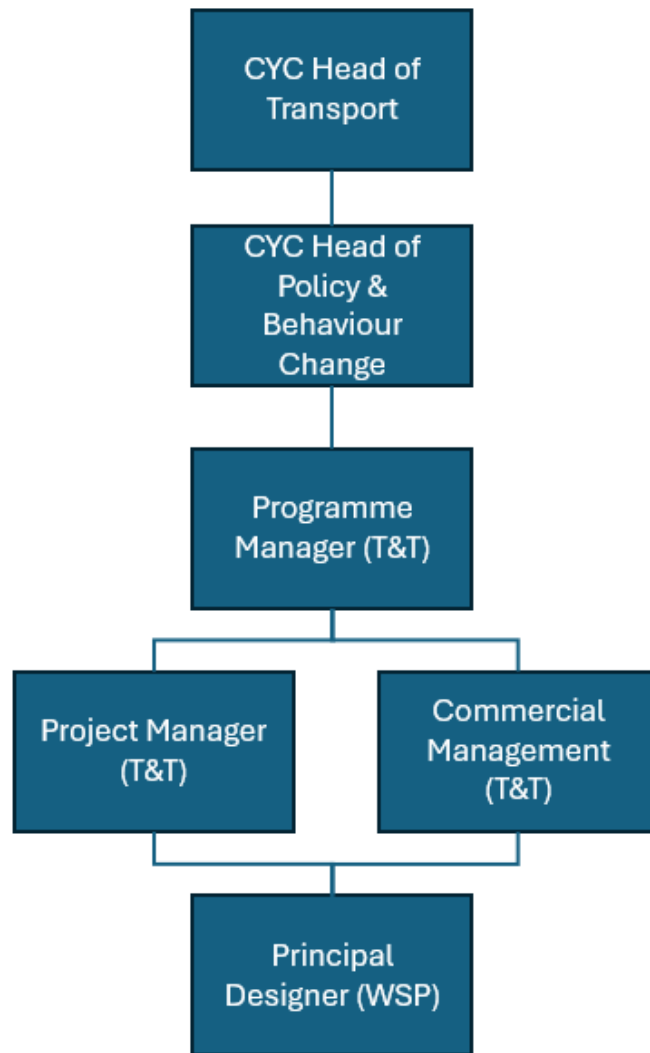 CYC Head of
Transport
CYC Head of
Policy &
Behaviour
Change
Programme
Manager (T&T)
Project Manager
(T&T)
Commercial
Management
(T&T)
Principal
Designer (WSP)